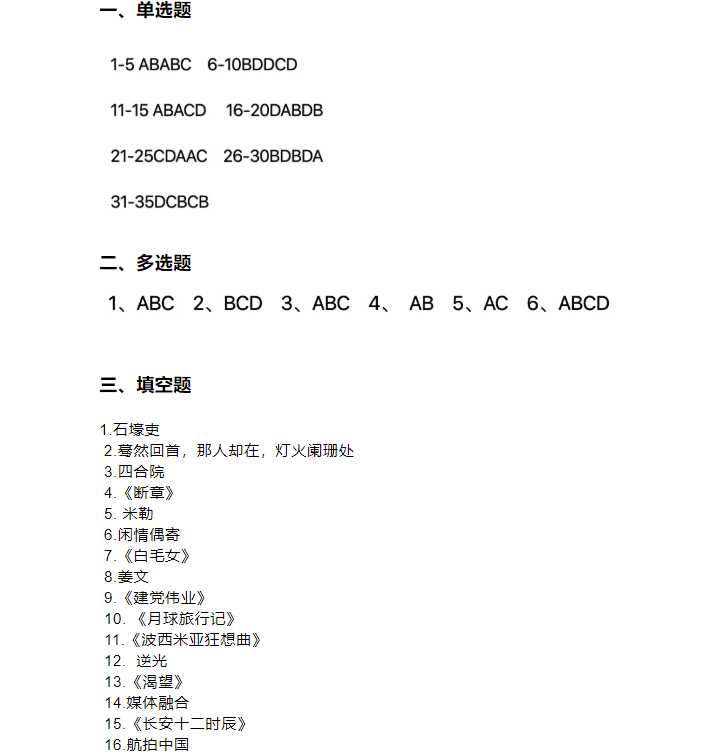 一、单选题
1-5 ABABC 6-10BDDCD
11-15 ABACD 16-20DABDB
21-25CDAAC 26-30BDBDA
31-35DCBCB
二、多选题
1、ABC 2、BCD 3、ABC 4、 AB 5、AC 6、ABCD
三、填空题
1.石壕吏
2.蓦然回首，那人却在，灯火阑珊处
3.四合院
4.《断章》
5. 米勒
6.闲情偶寄
7.《白毛女》
8.姜文
9.《建党伟业》
10. 《月球旅行记》
11.《波西米亚狂想曲》
12. 逆光
13.《渴望》
14.媒体融合
15.《长安十二时辰》
16.航拍中国